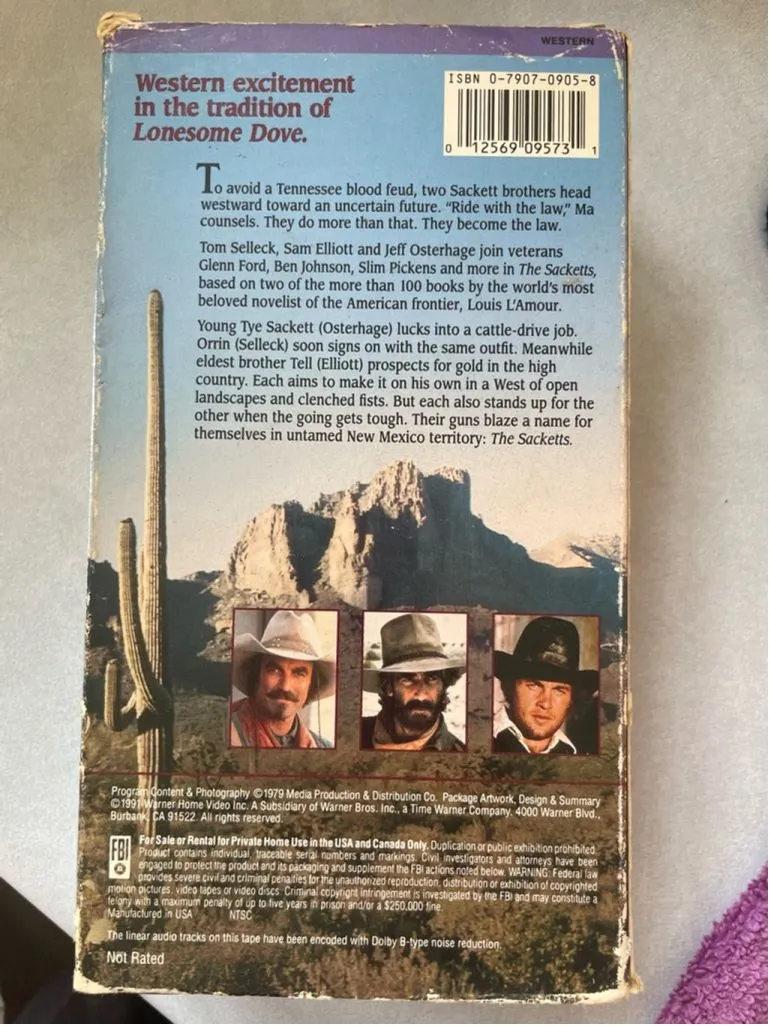 WESTERN
Western excitement
in the tradition of
Lonesome Dove.
ISBN 0-7907-0905-8
0 12569 09573 1
To avoid a Tennessee blood feud, two Sackett brothers head
westward toward an uncertain future. “Ride with the law,” Ma
counsels. They do more than that. They become the law.
Tom Selleck, Sam Elliott and Jeff Osterhage join veterans
Glenn Ford, Ben Johnson, Slim Pickens and more in The Sacketts,
based on two of the more than 100 books by the world's most
beloved novelist of the American frontier, Louis L'Amour.
Young Tye Sackett (Osterhage) lucks into a cattle-drive job.
Orrin (Selleck) soon signs on with the same outfit. Meanwhile
eldest brother Tell (Elliott) prospects for gold in the high
country. Each aims to make it on his own in a West of open
landscapes and clenched fists. But each also stands up for the
other when the going gets tough. Their guns blaze a name for
themselves in untamed New Mexico territory: The Sacketts.
Program Content & Photography ©1979 Media Production & Distribution Co. Package Artwork, Design & Summary
©1991 Warner Home Video Inc. A Subsidiary of Warner Bros. Inc., a Time Warner Company, 4000 Warner Blvd.,
Burbank, CA 91522. All rights reserved.
FBI
For Sale or Rental for Private Home Use in the USA and Canada Only. Duplication or public exhibition prohibited.
Product contains individual, traceable serial numbers and markings. Civil investigators and attorneys have been
engaged to protect the product and its packaging and supplement the FBI actions noted below. WARNING: Federal law
provides severe civil and criminal penalties for the unauthorized reproduction, distribution or exhibition of copyrighted
motion pictures, video tapes or video discs. Criminal copyright infringement is investigated by the FBI and may constitute a
felony with a maximum penalty of up to five years in prison and/or a $250,000 fine.
Manufactured in USA NTSC
The linear audio tracks on this tape have been encoded with Dolby B-type noise reduction.
Not Rated